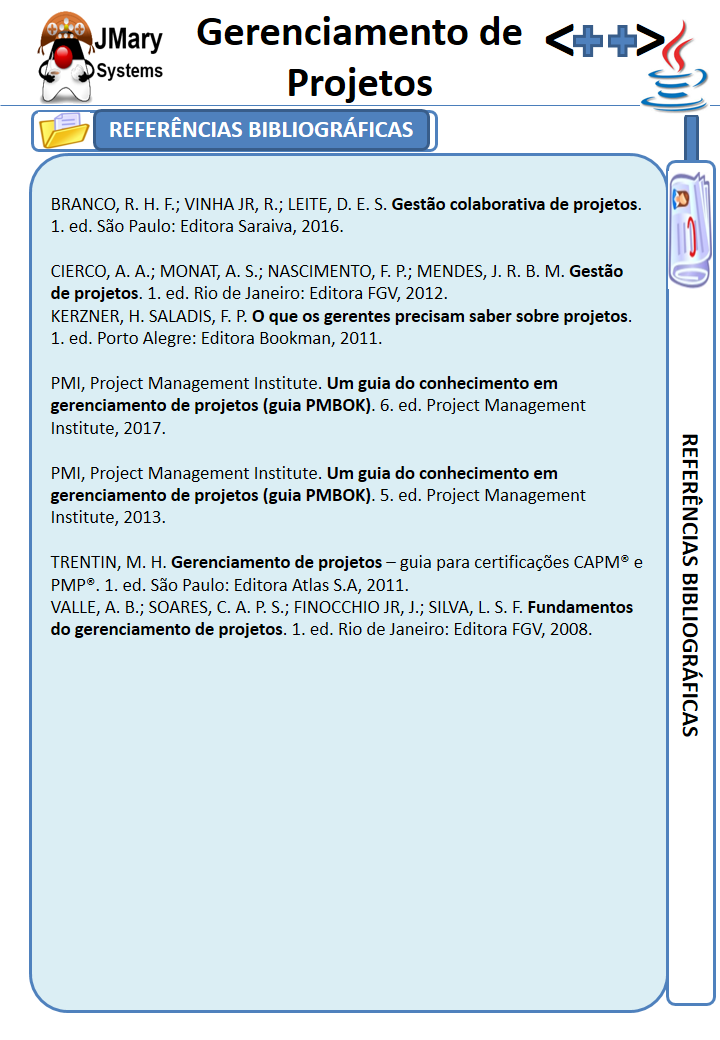 JMary
Systems
Gerenciamento de
Projetos
<++>
REFERÊNCIAS BIBLIOGRÁFICAS
BRANCO, R. H. F.; VINHA JR, R.; LEITE, D. E. S. Gestão colaborativa de projetos.
1. ed. São Paulo: Editora Saraiva, 2016.
CIERCO, A. A.; MONAT, A. S.; NASCIMENTO, F. P.; MENDES, J. R. B. M. Gestão
de projetos. 1. ed. Rio de Janeiro: Editora FGV, 2012.
KERZNER, H. SALADIS, F. P. O que os gerentes precisam saber sobre projetos.
1. ed. Porto Alegre: Editora Bookman, 2011.
PMI, Project Management Institute. Um guia do conhecimento em
gerenciamento de projetos (guia PMBOK). 6. ed. Project Management
Institute, 2017.
PMI, Project Management Institute. Um guia do conhecimento em
gerenciamento de projetos (guia PMBOK). 5. ed. Project Management
Institute, 2013.
TRENTIN, M. H. Gerenciamento de projetos – guia para certificações CAPM® e
PMP®. 1. ed. São Paulo: Editora Atlas S.A, 2011.
VALLE, A. B.; SOARES, C. A. P. S.; FINOCCHIO JR, J.; SILVA, L. S. F. Fundamentos
do gerenciamento de projetos. 1. ed. Rio de Janeiro: Editora FGV, 2008.
REFERÊNCIAS BIBLIOGRÁFICAS